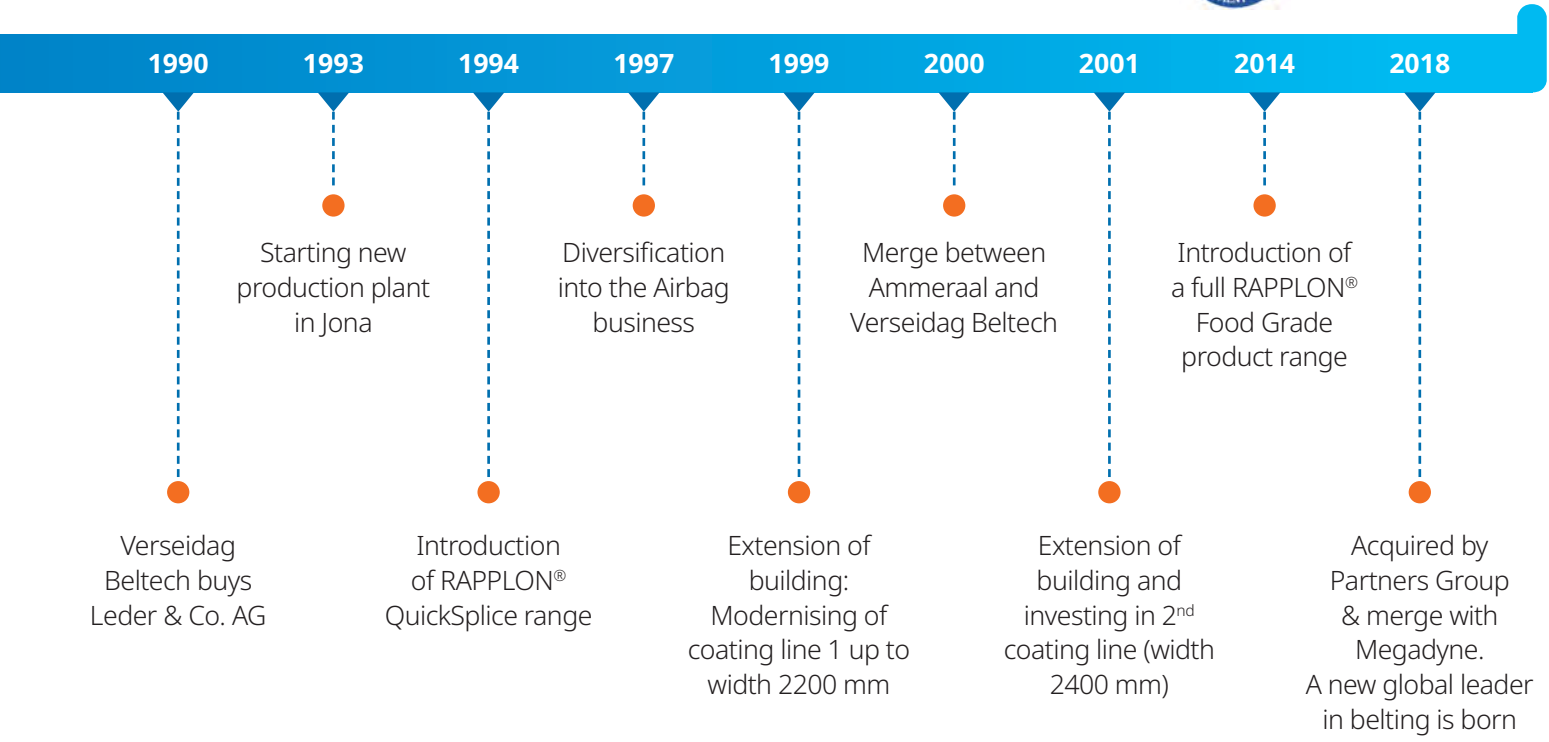 1990
1993
1994
1997
1999
2000
2001
2014
2018
Starting new
production plant
in Jona
Diversification
into the Airbag
business
Merge between
Ammeraal and
Verseidag Beltech
Introduction of
a full RAPPLON®
Food Grade
product range
Verseidag
Beltech buys
Leder & Co. AG
Introduction
of RAPPLON®
QuickSplice range
Extension of
building:
Modernising of
coating line 1 up to
width 2200 mm
Extension of
building and
investing in 2nd
coating line (width
2400 mm)
Acquired by
Partners Group
& merge with
Megadyne.
A new global leader
in belting is born